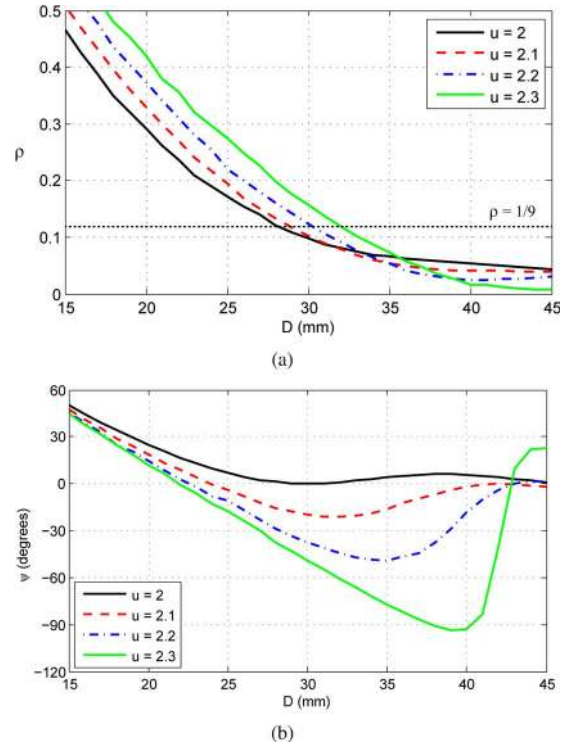 0.5
0.4
0.3
0.2
0.1
0
ρ
u = 2
u = 2.1
u = 2.2
u = 2.3
ρ = 1/9
15 20 25 30 35 40 45
D (mm)
(a)
60
30
0
−30
−60
−90
−120
ψ (degrees)
u = 2
u = 2.1
u = 2.2
u = 2.3
15 20 25 30 35 40 45
D (mm)
(b)